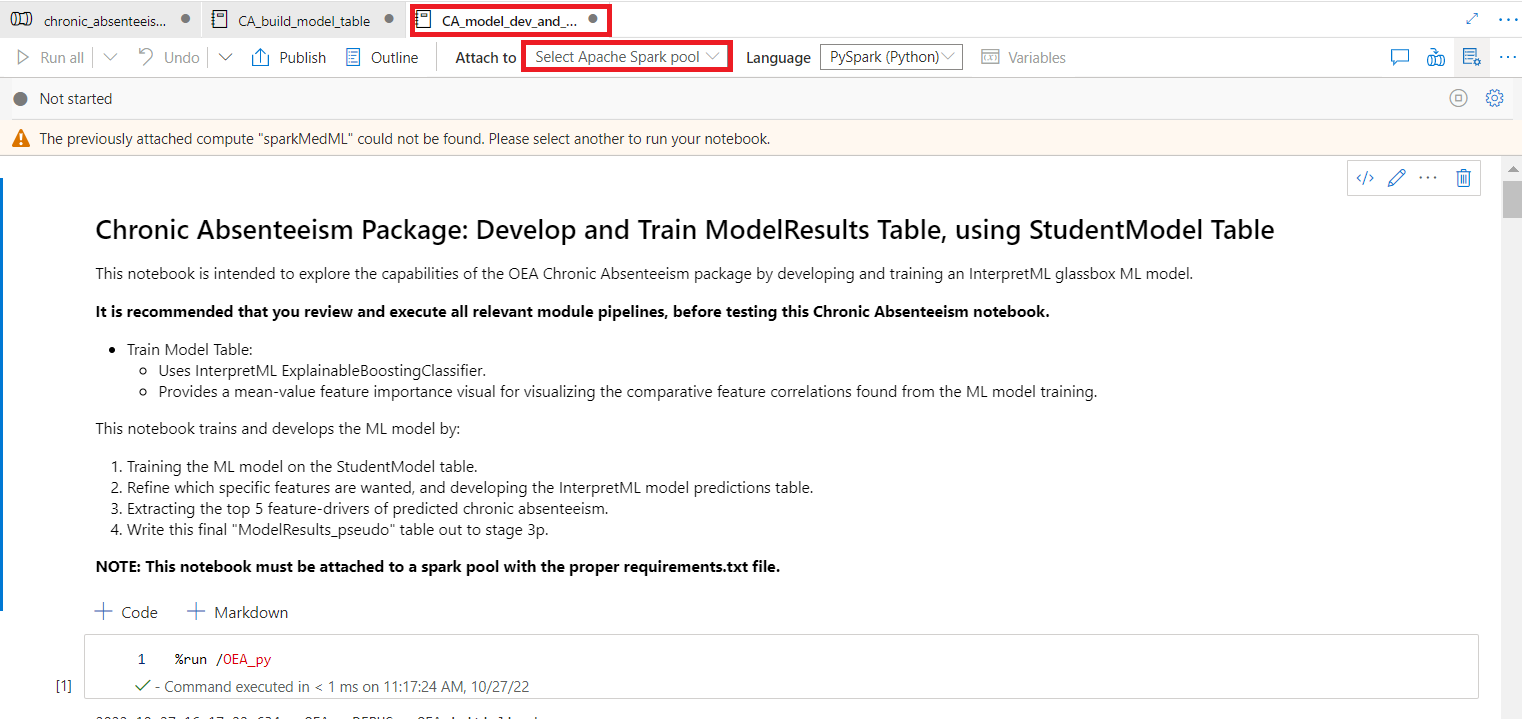 chronic_absenteeis... CA_build_model_table CA_model_dev_and_...
Run all Undo Publish Outline Attach to Select Apache Spark pool Language PySpark (Python) Variables
Not started
The previously attached compute "sparkMedML" could not be found. Please select another to run your notebook.
Chronic Absenteeism Package: Develop and Train ModelResults Table, using StudentModel Table
This notebook is intended to explore the capabilities of the OEA Chronic Absenteeism package by developing and training an InterpretML glassbox ML model.
It is recommended that you review and execute all relevant module pipelines, before testing this Chronic Absenteeism notebook.
• Train Model Table:
◦ Uses InterpretML ExplainableBoostingClassifier.
◦ Provides a mean-value feature importance visual for visualizing the comparative feature correlations found from the ML model training.
This notebook trains and develops the ML model by:
1. Training the ML model on the StudentModel table.
2. Refine which specific features are wanted, and developing the InterpretML model predictions table.
3. Extracting the top 5 feature-drivers of predicted chronic absenteeism.
4. Write this final "ModelResults_pseudo" table out to stage 3p.
NOTE: This notebook must be attached to a spark pool with the proper requirements.txt file.
+ Code + Markdown
1 %run /OEA_py
[1] ✓ - Command executed in < 1 ms on 11:17:24 AM, 10/27/22